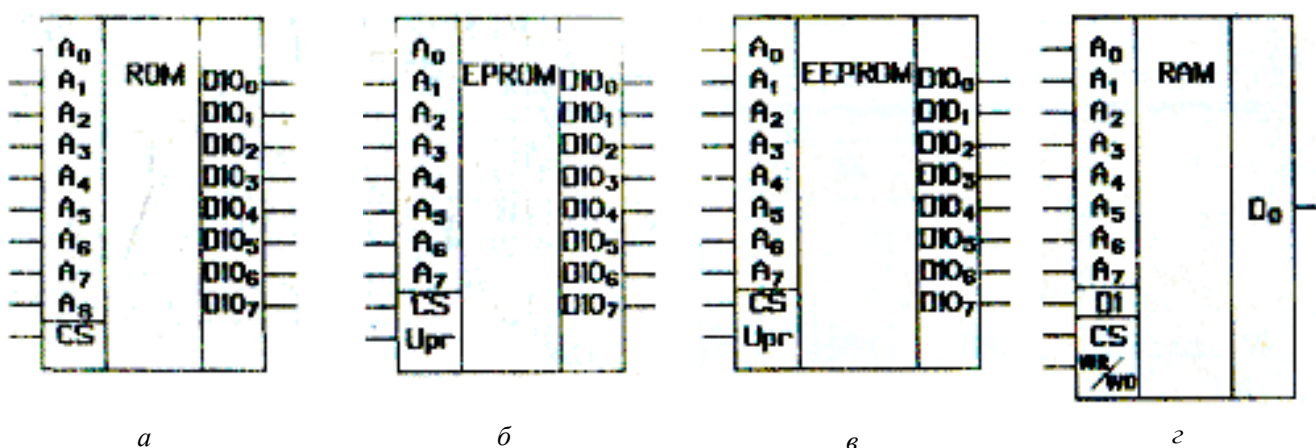 A0 ROM
A1 DIO0
A2 DIO1
A3 DIO2
A4 DIO3
A5 DIO4
A6 DIO5
A7 DIO6
A8 DIO7
CS
а
A0 EPROM
A1 DIO0
A2 DIO1
A3 DIO2
A4 DIO3
A5 DIO4
A6 DIO5
A7 DIO6
CS DIO7
Upr
б
A0 EEPROM
A1 DIO0
A2 DIO1
A3 DIO2
A4 DIO3
A5 DIO4
A6 DIO5
A7 DIO6
CS DIO7
Upr
в
A0
A1 RAM
A2
A3
A4
A5 D0
A6
A7
DI
CS
г